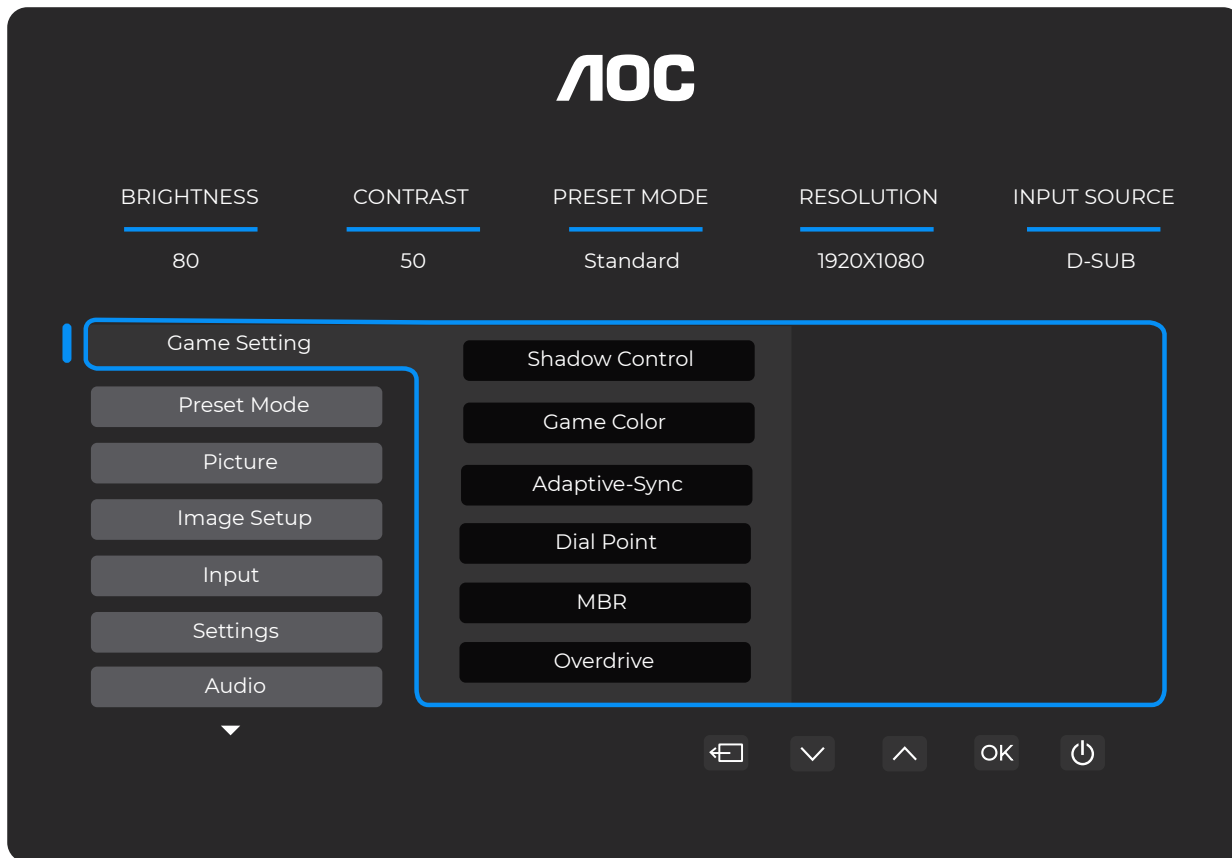 AOC
BRIGHTNESS CONTRAST PRESET MODE RESOLUTION INPUT SOURCE
80 50 Standard 1920X1080 D-SUB
Game Setting
Preset Mode
Picture
Image Setup
Input
Settings
Audio
Shadow Control
Game Color
Adaptive-Sync
Dial Point
MBR
Overdrive
OK